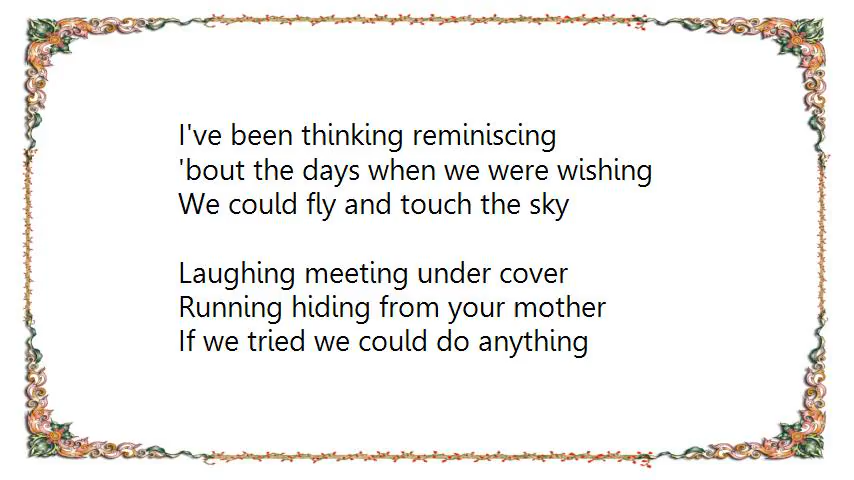 I've been thinking reminiscing
'bout the days when we were wishing
We could fly and touch the sky
Laughing meeting under cover
Running hiding from your mother
If we tried we could do anything